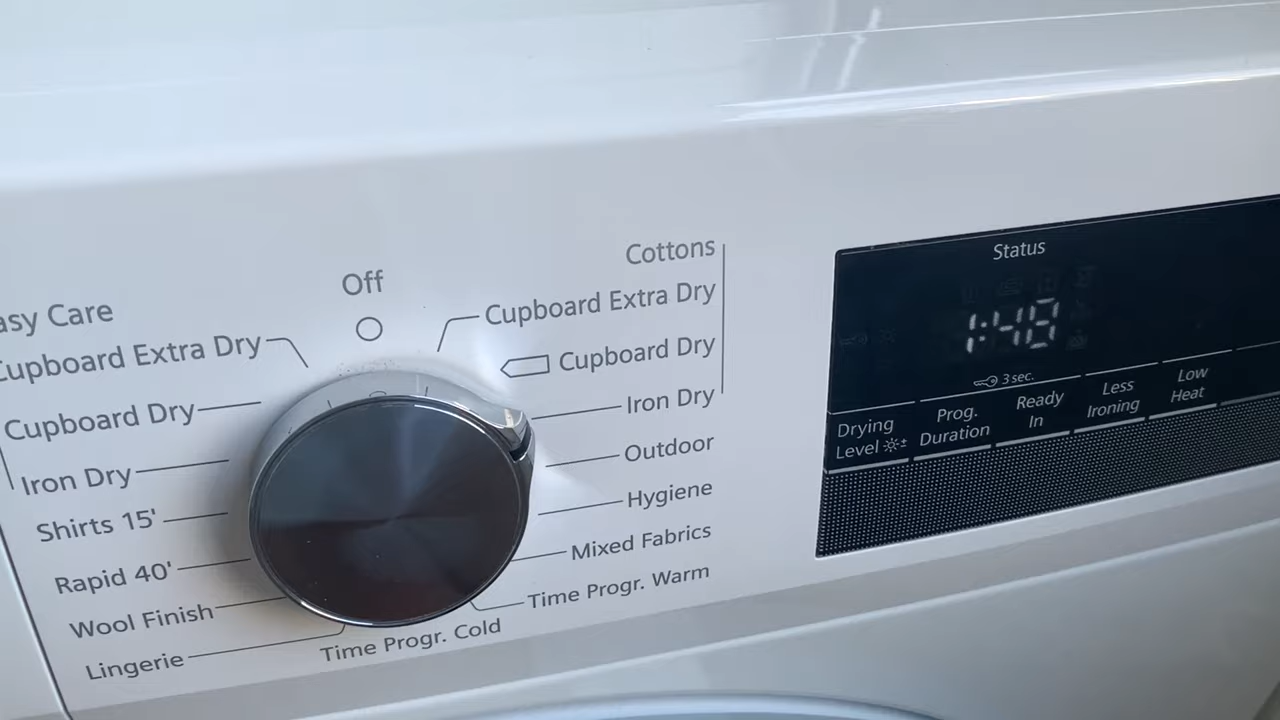 Off
asy Care
Cupboard Extra Dry
Cupboard Dry
Iron Dry
Shirts 15'
Rapid 40'
Wool Finish
Lingerie
Time Progr. Cold
Cottons
Cupboard Extra Dry
Cupboard Dry
Iron Dry
Outdoor
Hygiene
Mixed Fabrics
Time Progr. Warm
Status
1:48
3 sec.
Drying
Level ±
Prog.
Duration
Ready
In
Less
Ironing
Low
Heat